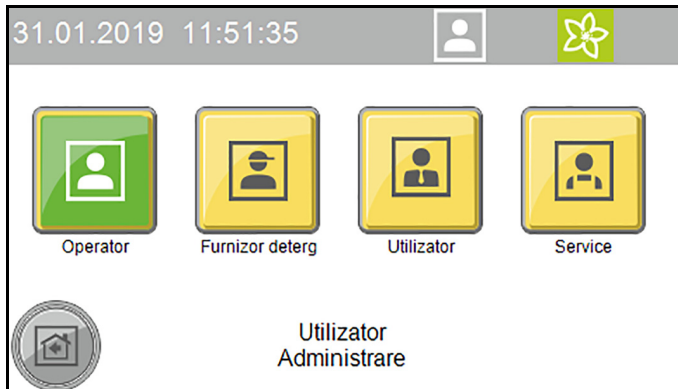 31.01.2019 11:51:35
Operator
Furnizor deterg
Utilizator
Service
Utilizator
Administrare